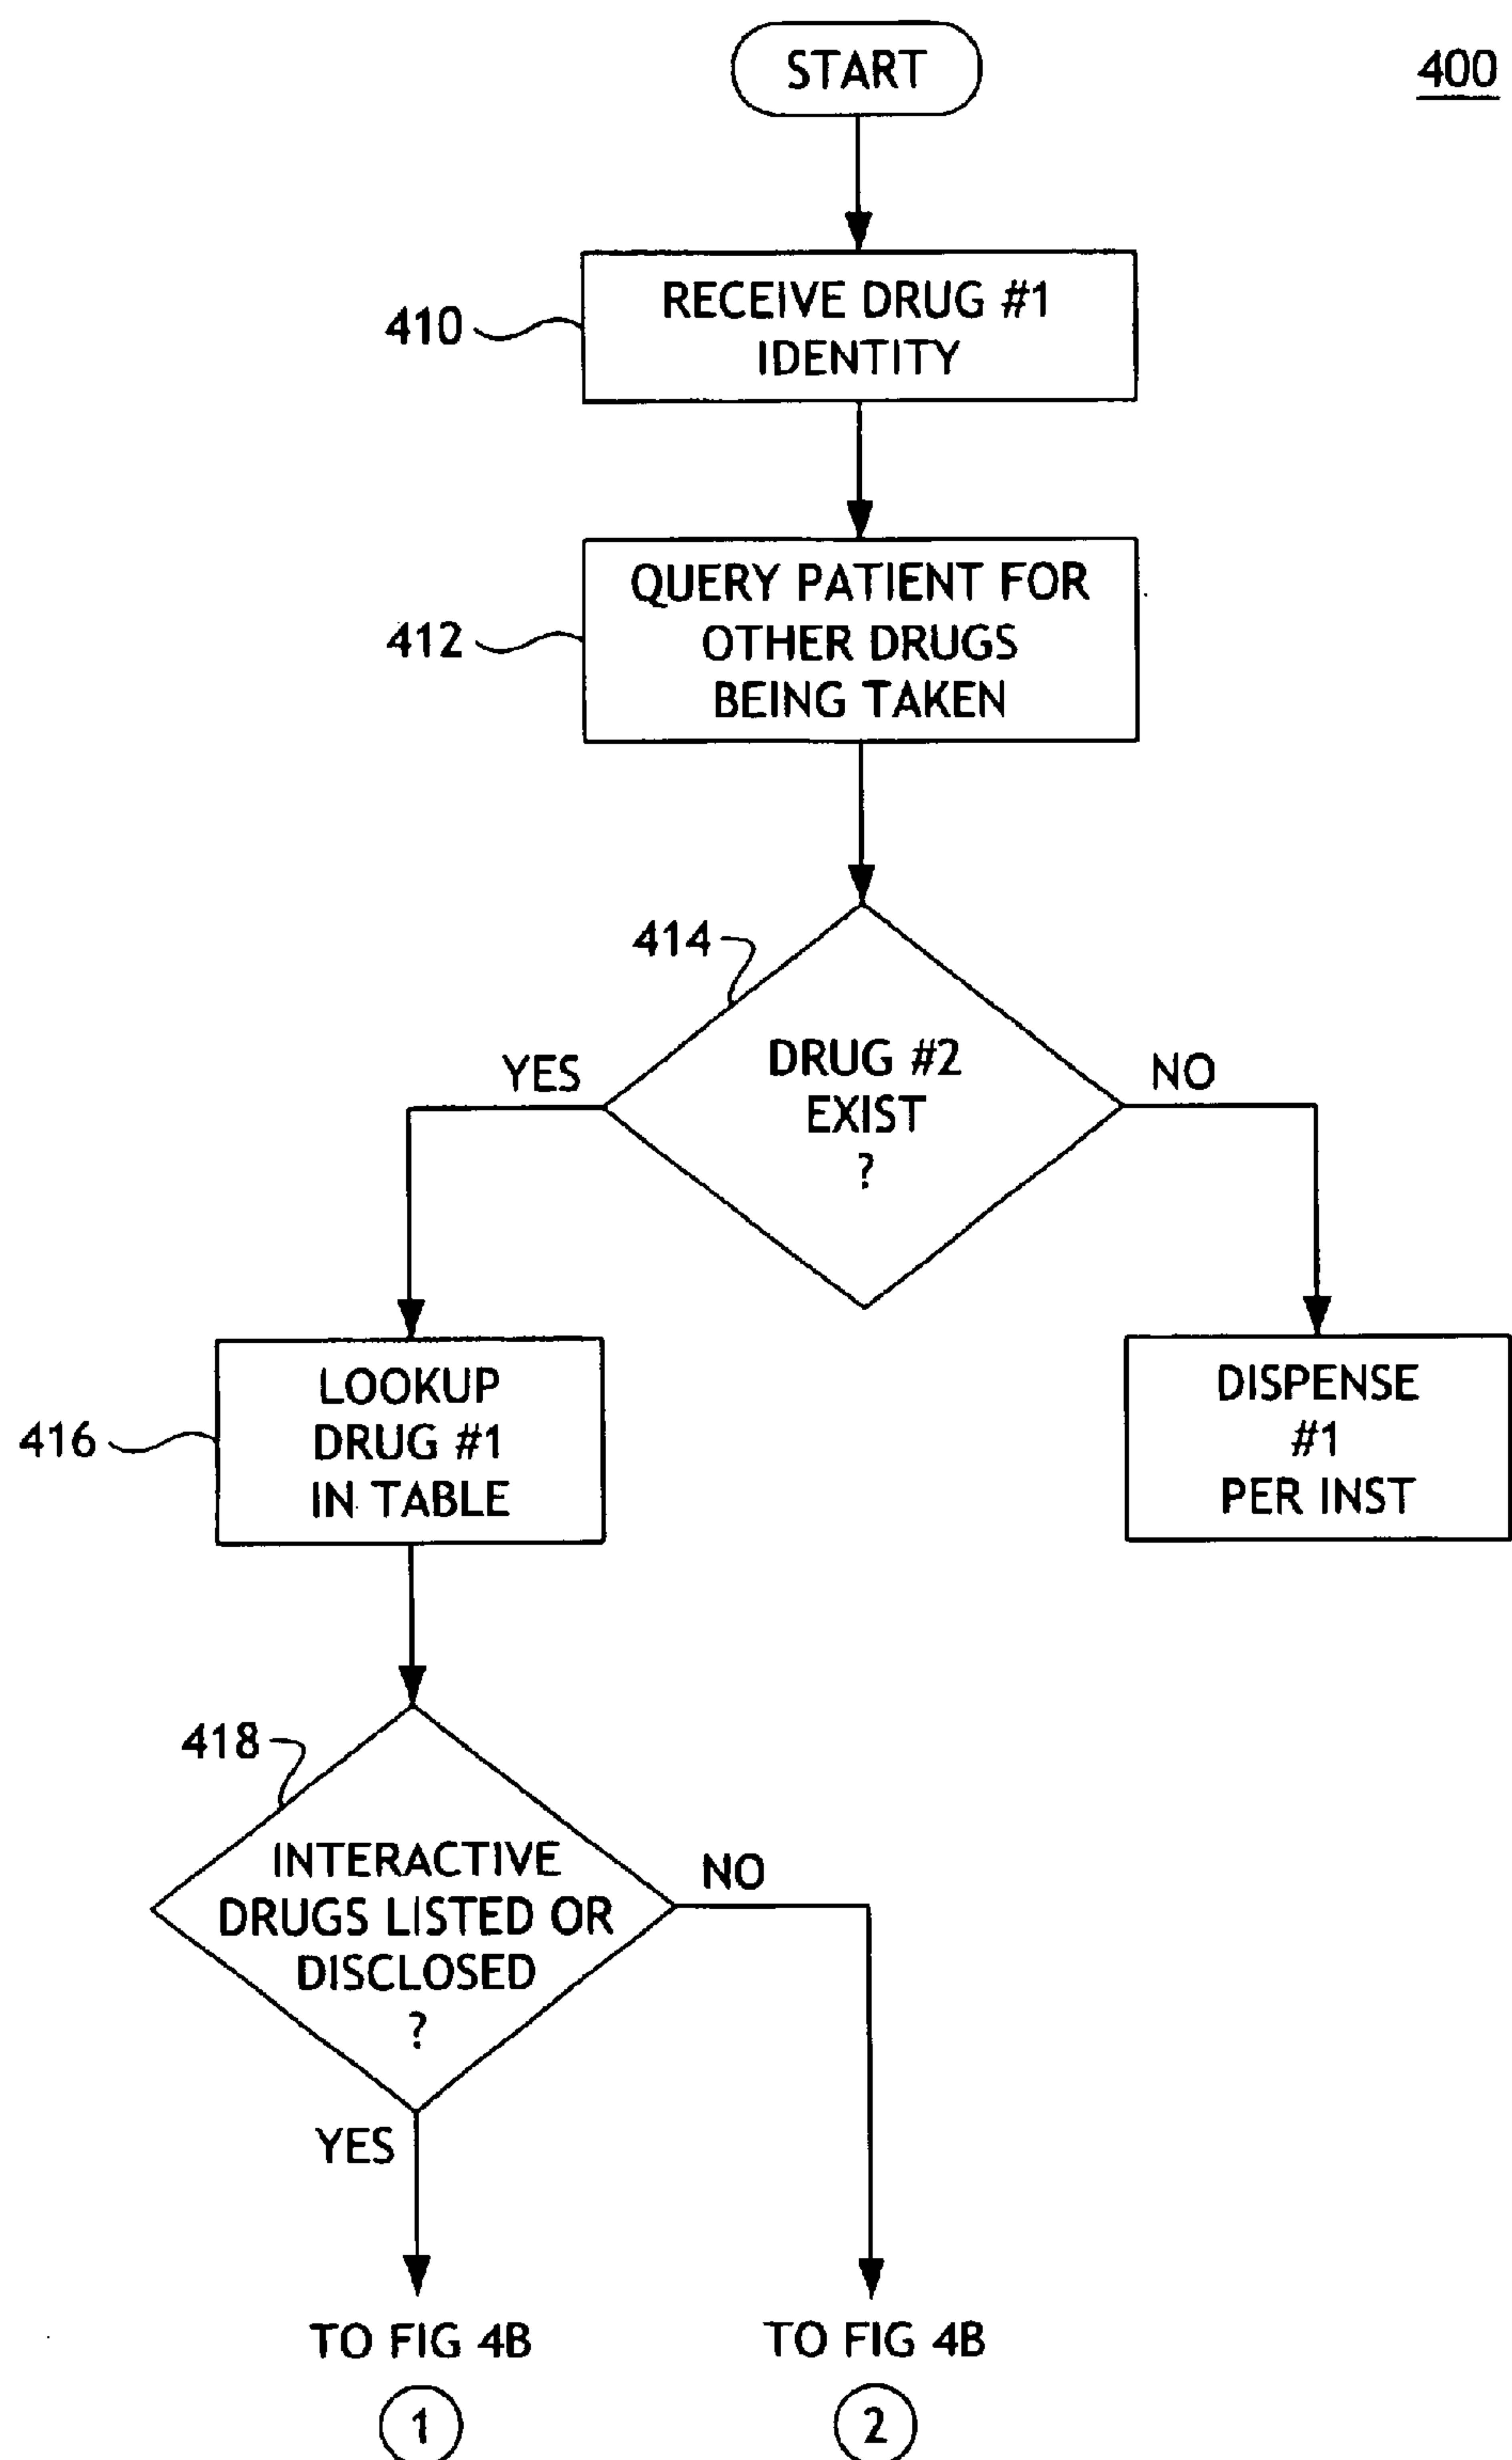 START
400
RECEIVE DRUG #1
IDENTITY
410
QUERY PATIENT FOR
OTHER DRUGS
BEING TAKEN
412
414
DRUG #2
EXIST
?
YES
NO
LOOKUP
DRUG #1
IN TABLE
416
DISPENSE
#1
PER INST
418
INTERACTIVE
DRUGS LISTED OR
DISCLOSED
?
NO
YES
TO FIG 4B
1
TO FIG 4B
2